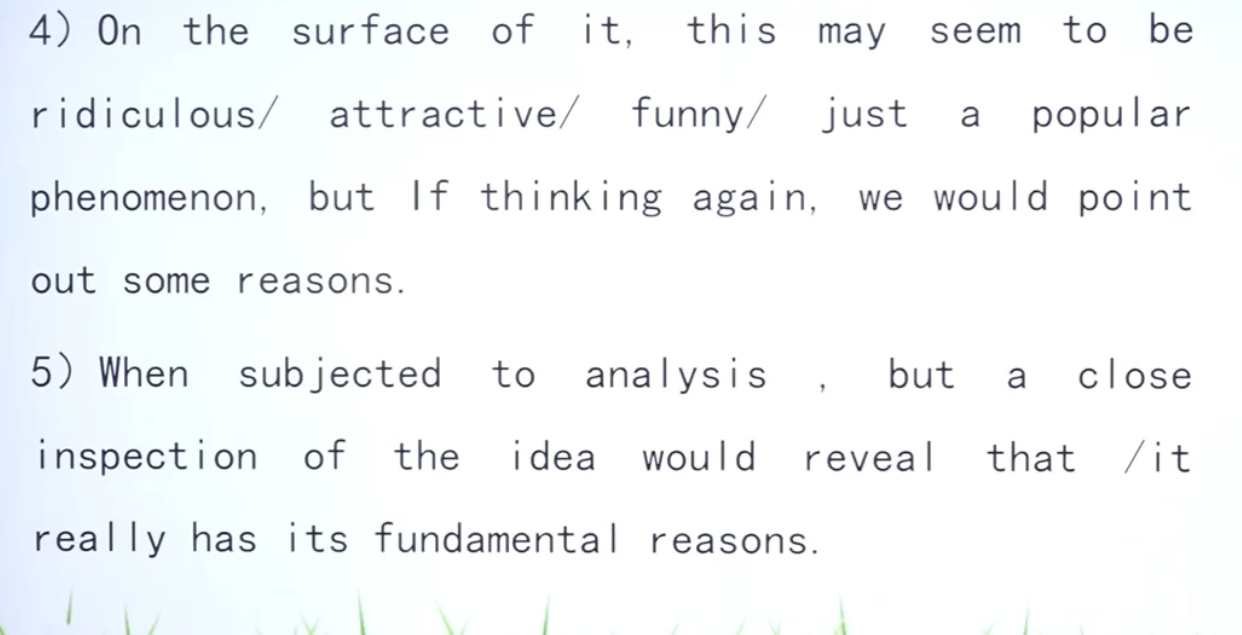 4) On the surface of it, this may seem to be
ridiculous/ attractive/ funny/ just a popular
phenomenon, but If thinking again, we would point
out some reasons.
5) When subjected to analysis , but a close
inspection of the idea would reveal that /it
really has its fundamental reasons.